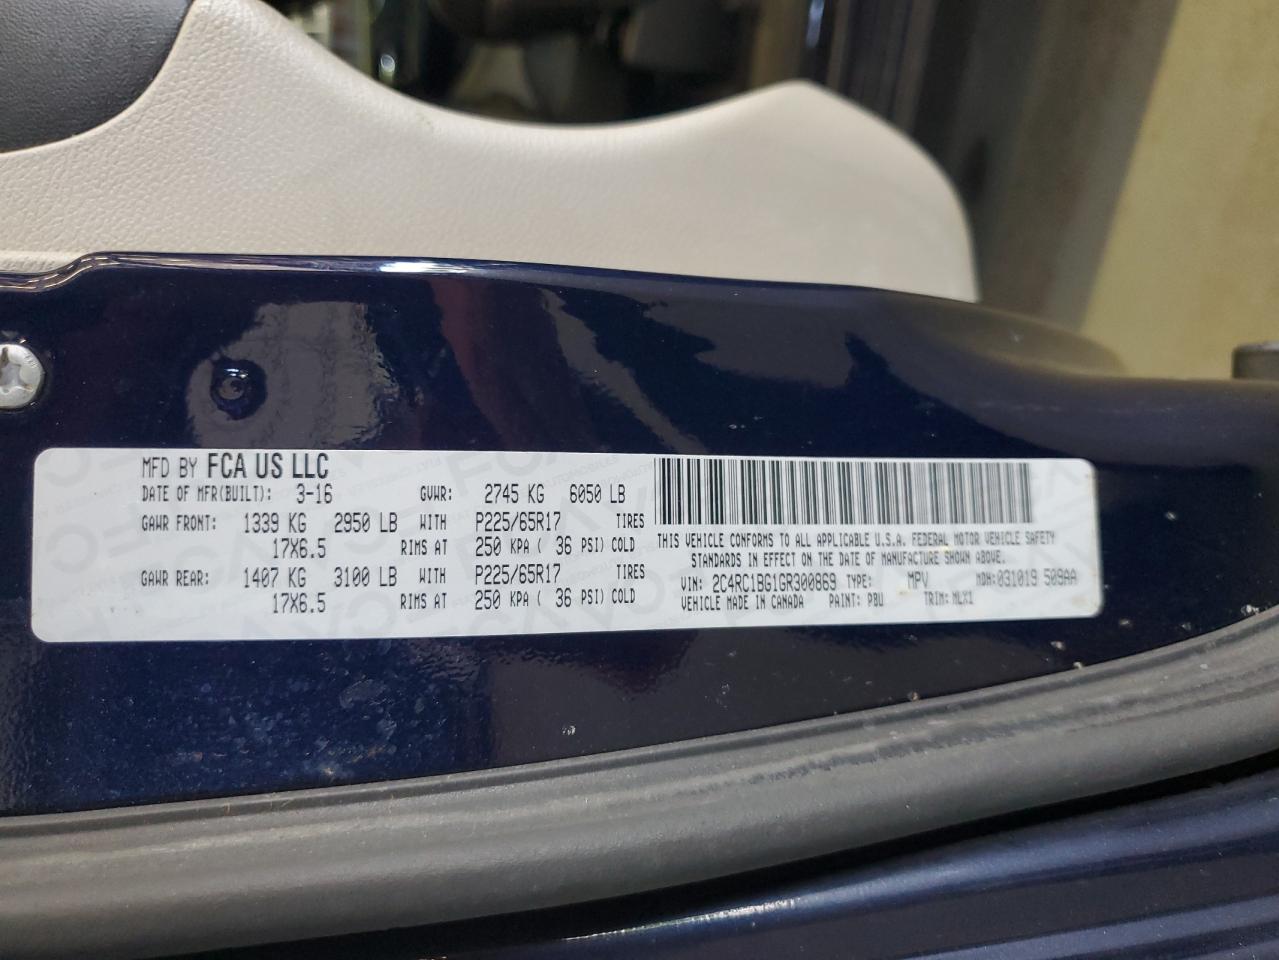 MFD BY FCA US LLC
DATE OF MFR(BUILT): 3-16 GVWR: 2745 KG 6050 LB
GAWR FRONT: 1339 KG 2950 LB WITH P225/65R17 TIRES
17X6.5 RIMS AT 250 KPA ( 36 PSI) COLD
GAWR REAR: 1407 KG 3100 LB WITH P225/65R17 TIRES
17X6.5 RIMS AT 250 KPA ( 36 PSI) COLD
THIS VEHICLE CONFORMS TO ALL APPLICABLE U.S.A. FEDERAL MOTOR VEHICLE SAFETY
STANDARDS IN EFFECT ON THE DATE OF MANUFACTURE SHOWN ABOVE.
VIN: 2C4RC1BG1GR300869 TYPE: MPV MDH: 031019 509AA
VEHICLE MADE IN CANADA PAINT: PBU TRIM: MLX1